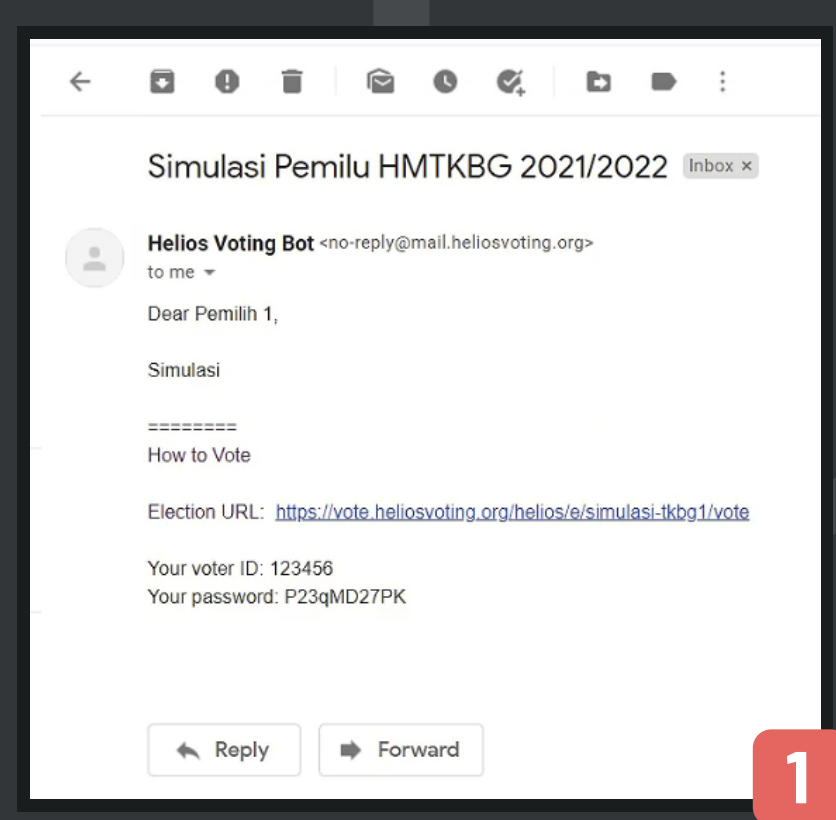 Simulasi Pemilu HMTKBG 2021/2022 Inbox ×
Helios Voting Bot <no-reply@mail.heliosvoting.org>
to me
Dear Pemilih 1,
Simulasi
========
How to Vote
Election URL: https://vote.heliosvoting.org/helios/e/simulasi-tkbg1/vote
Your voter ID: 123456
Your password: P23qMD27PK
Reply Forward
1